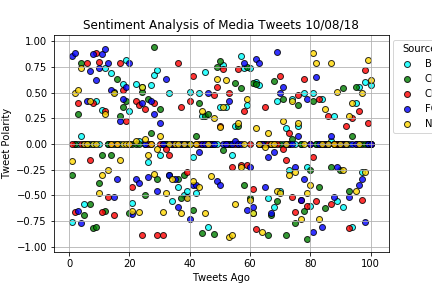 Sentiment Analysis of Media Tweets 10/08/18
Tweet Polarity
1.00
0.75
0.50
0.25
0.00
−0.25
−0.50
−0.75
−1.00
0 20 40 60 80 100
Tweets Ago
Source
B
C
C
F
N